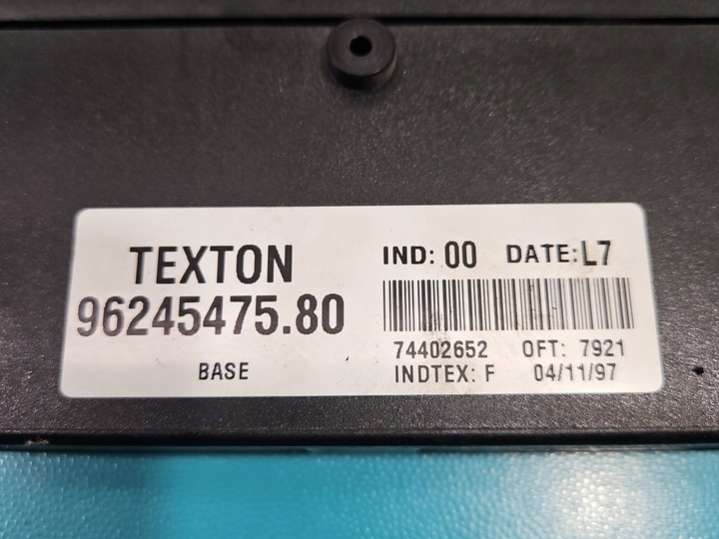 TEXTON
96245475.80
BASE
IND: 00 DATE: L7
74402652 OFT: 7921
INDTEX: F 04/11/97